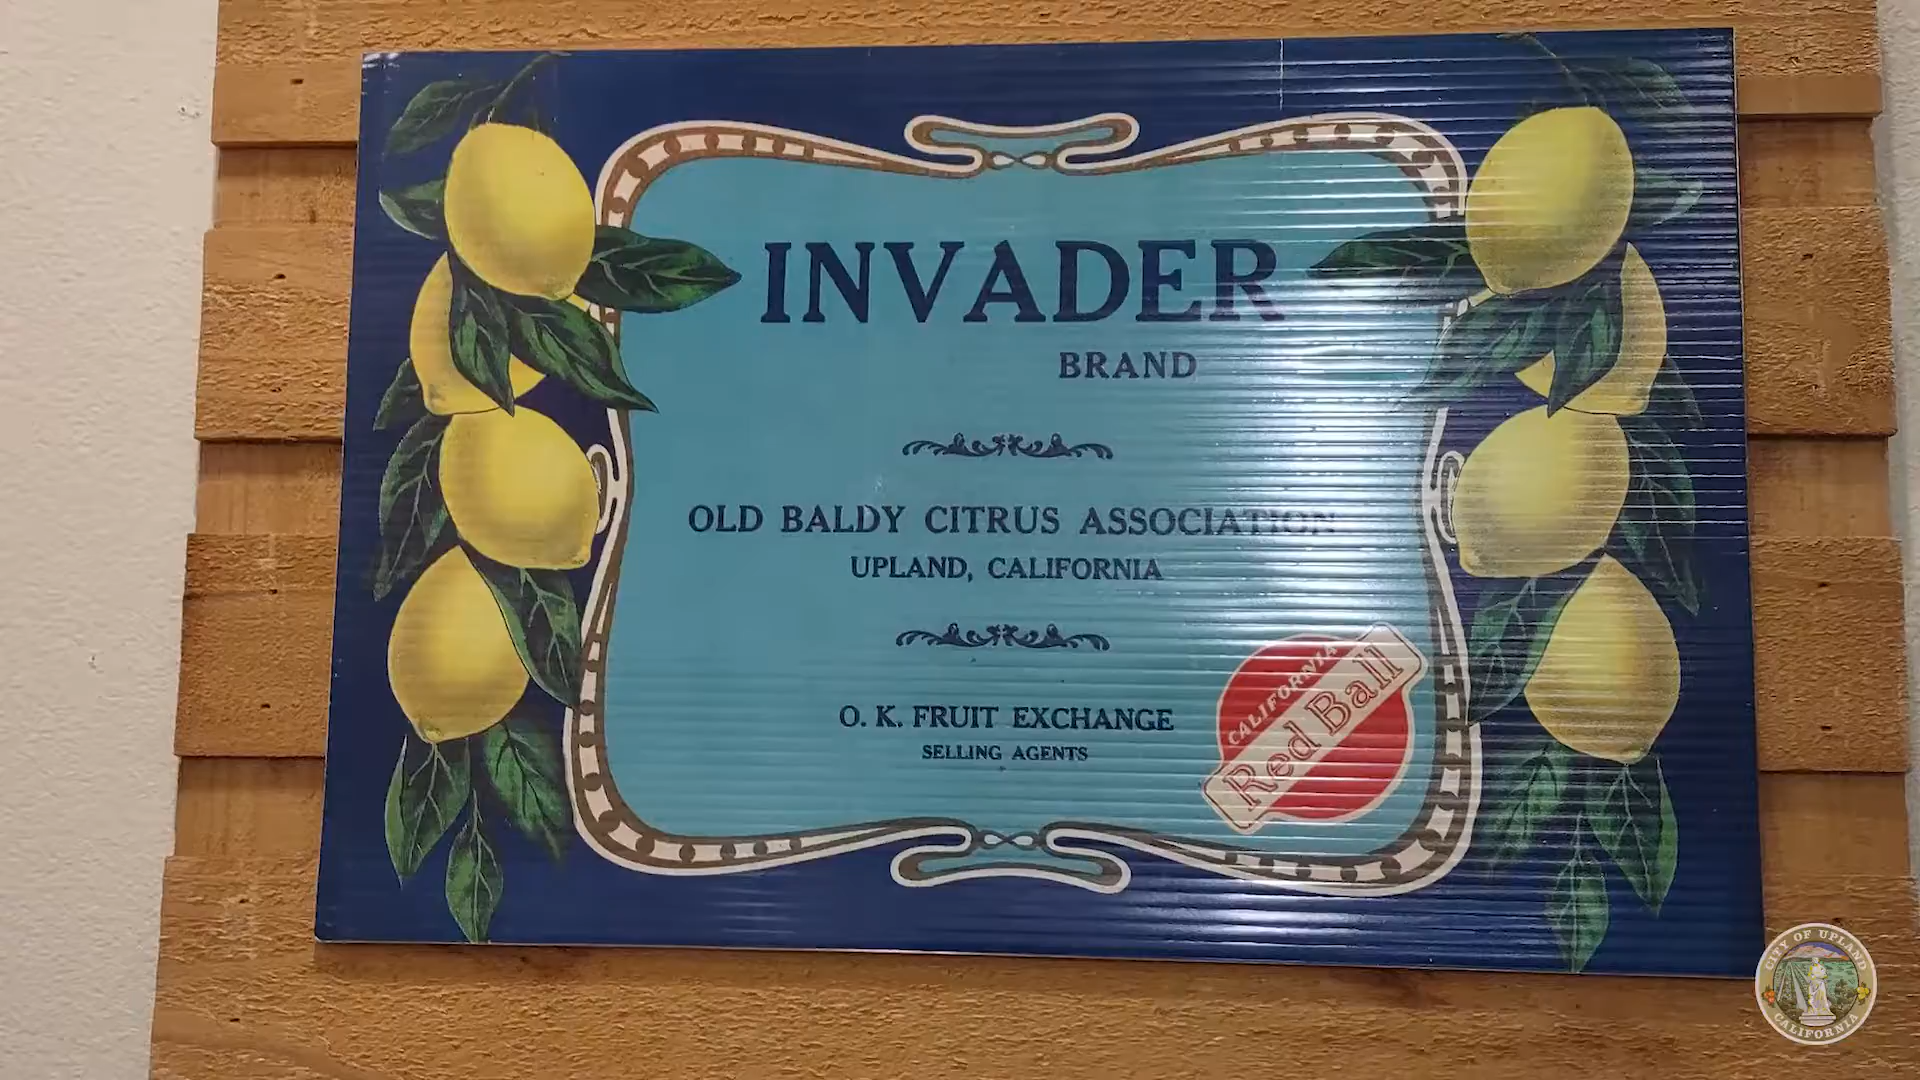 INVADER
BRAND
OLD BALDY CITRUS ASSOCIATION
UPLAND, CALIFORNIA
O. K. FRUIT EXCHANGE
SELLING AGENTS
CALIFORNIA
Red Ball
CITY OF UPLAND
CALIFORNIA